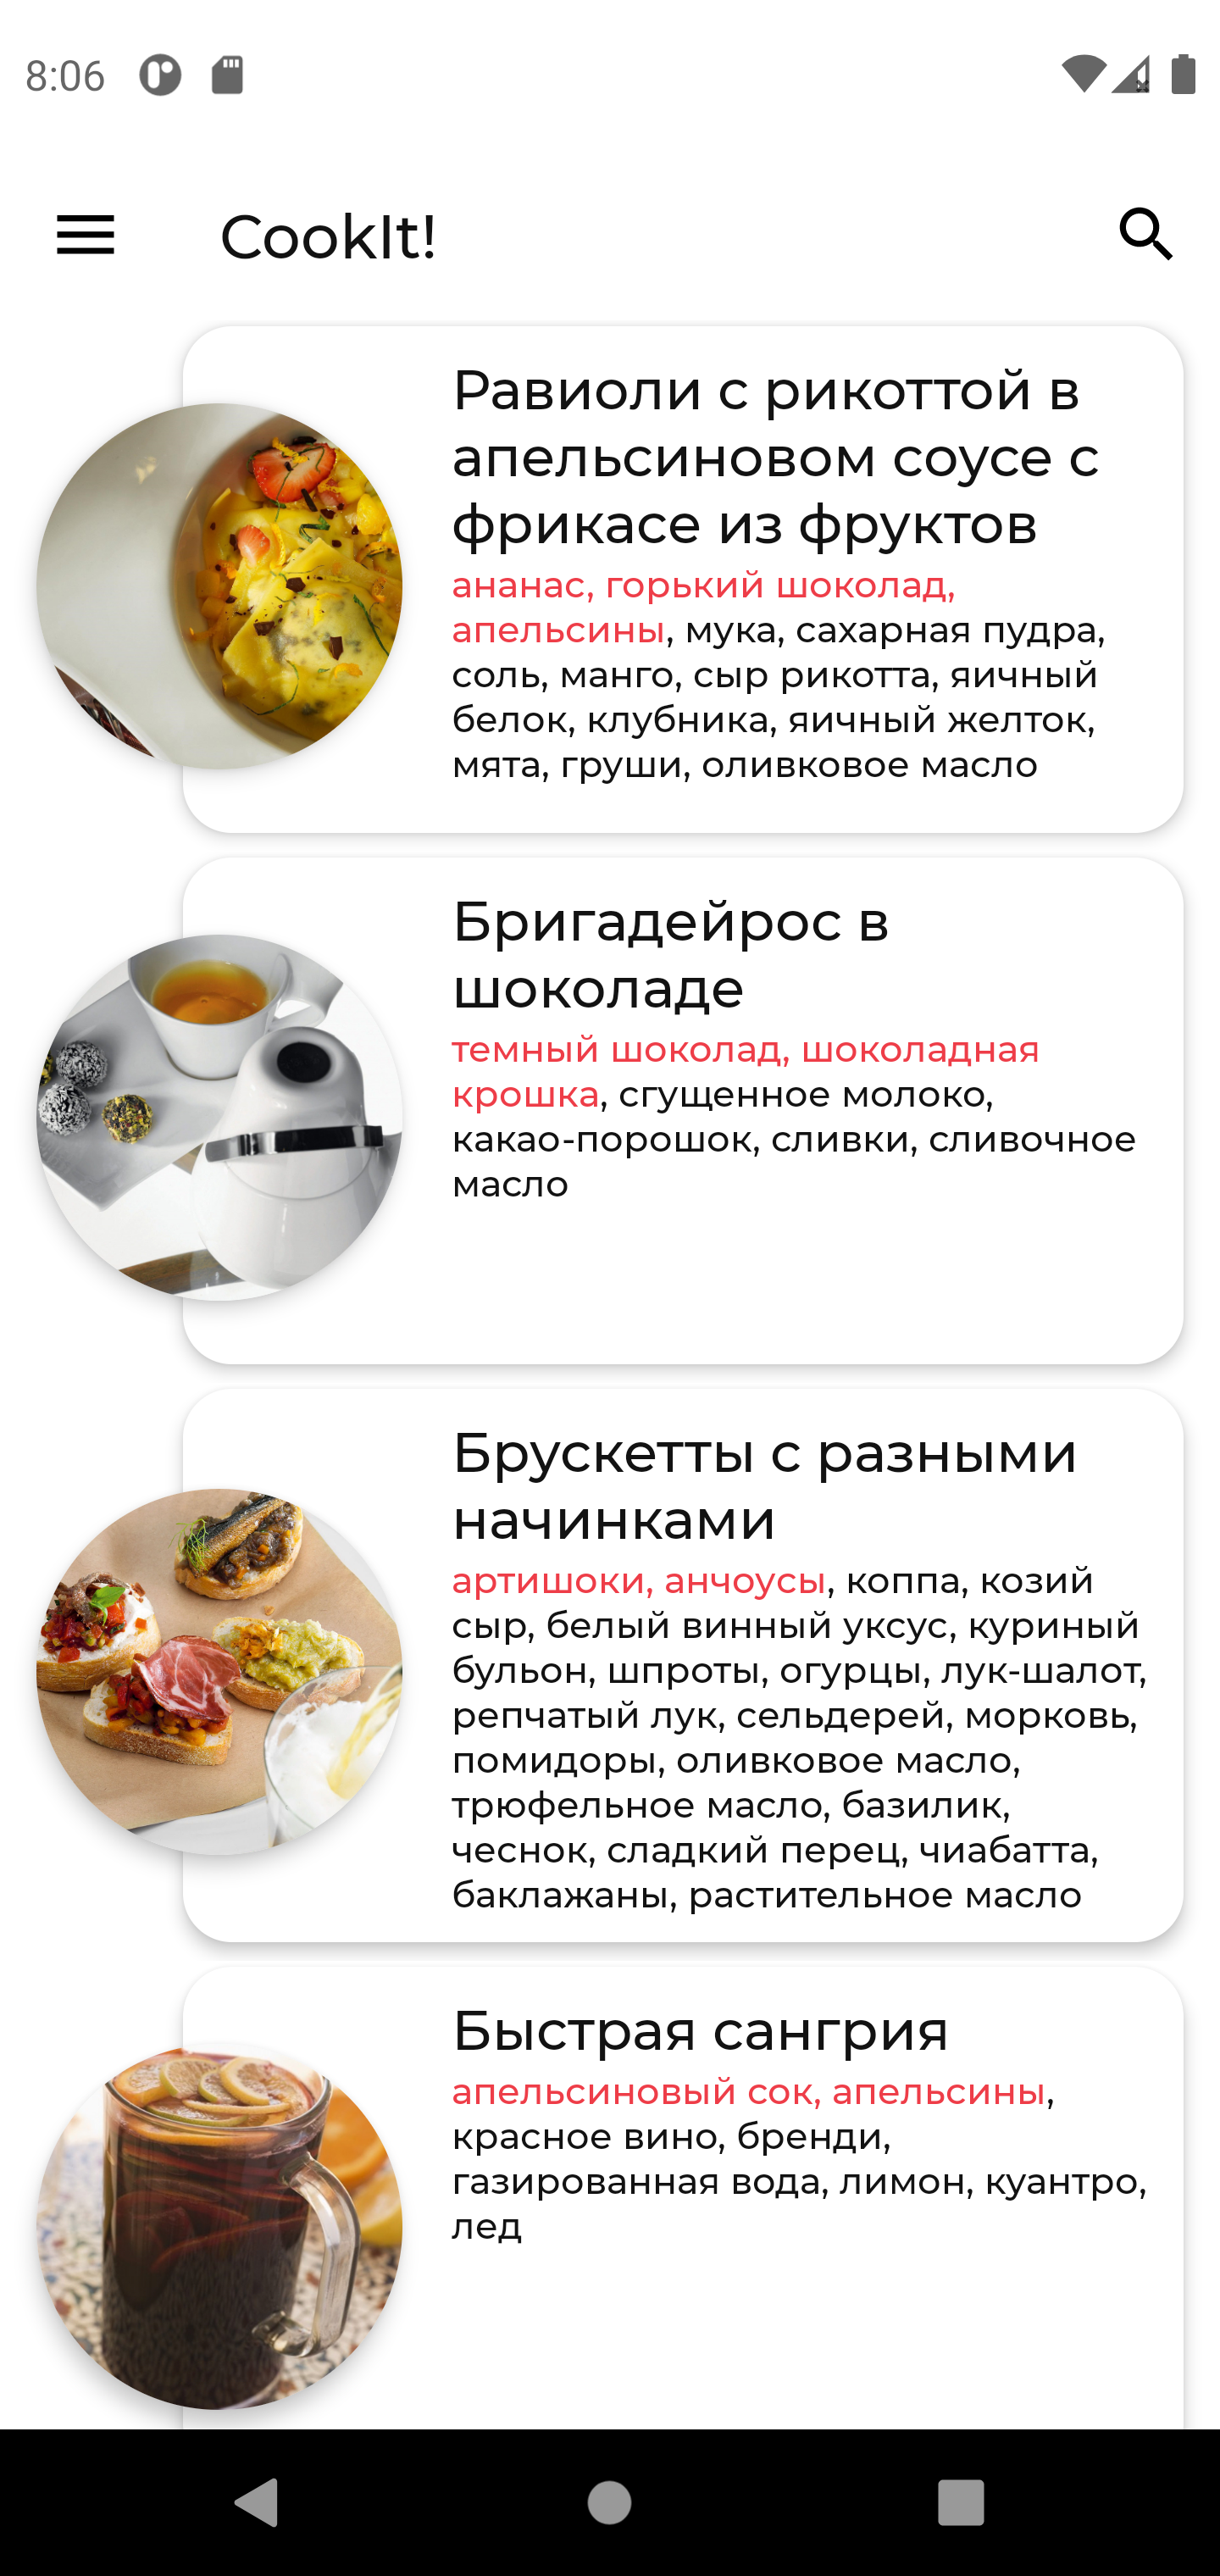 8:06
CookIt!
Равиоли с рикоттой в
апельсиновом соусе с
фрикасе из фруктов
ананас, горький шоколад,
апельсины, мука, сахарная пудра,
соль, манго, сыр рикотта, яичный
белок, клубника, яичный желток,
мята, груши, оливковое масло
Бригадейрос в
шоколаде
темный шоколад, шоколадная
крошка, сгущенное молоко,
какао-порошок, сливки, сливочное
масло
Брускетты с разными
начинками
артишоки, анчоусы, коппа, козий
сыр, белый винный уксус, куриный
бульон, шпроты, огурцы, лук-шалот,
репчатый лук, сельдерей, морковь,
помидоры, оливковое масло,
трюфельное масло, базилик,
чеснок, сладкий перец, чиабатта,
баклажаны, растительное масло
Быстрая сангрия
апельсиновый сок, апельсины,
красное вино, бренди,
газированная вода, лимон, куантро,
лед